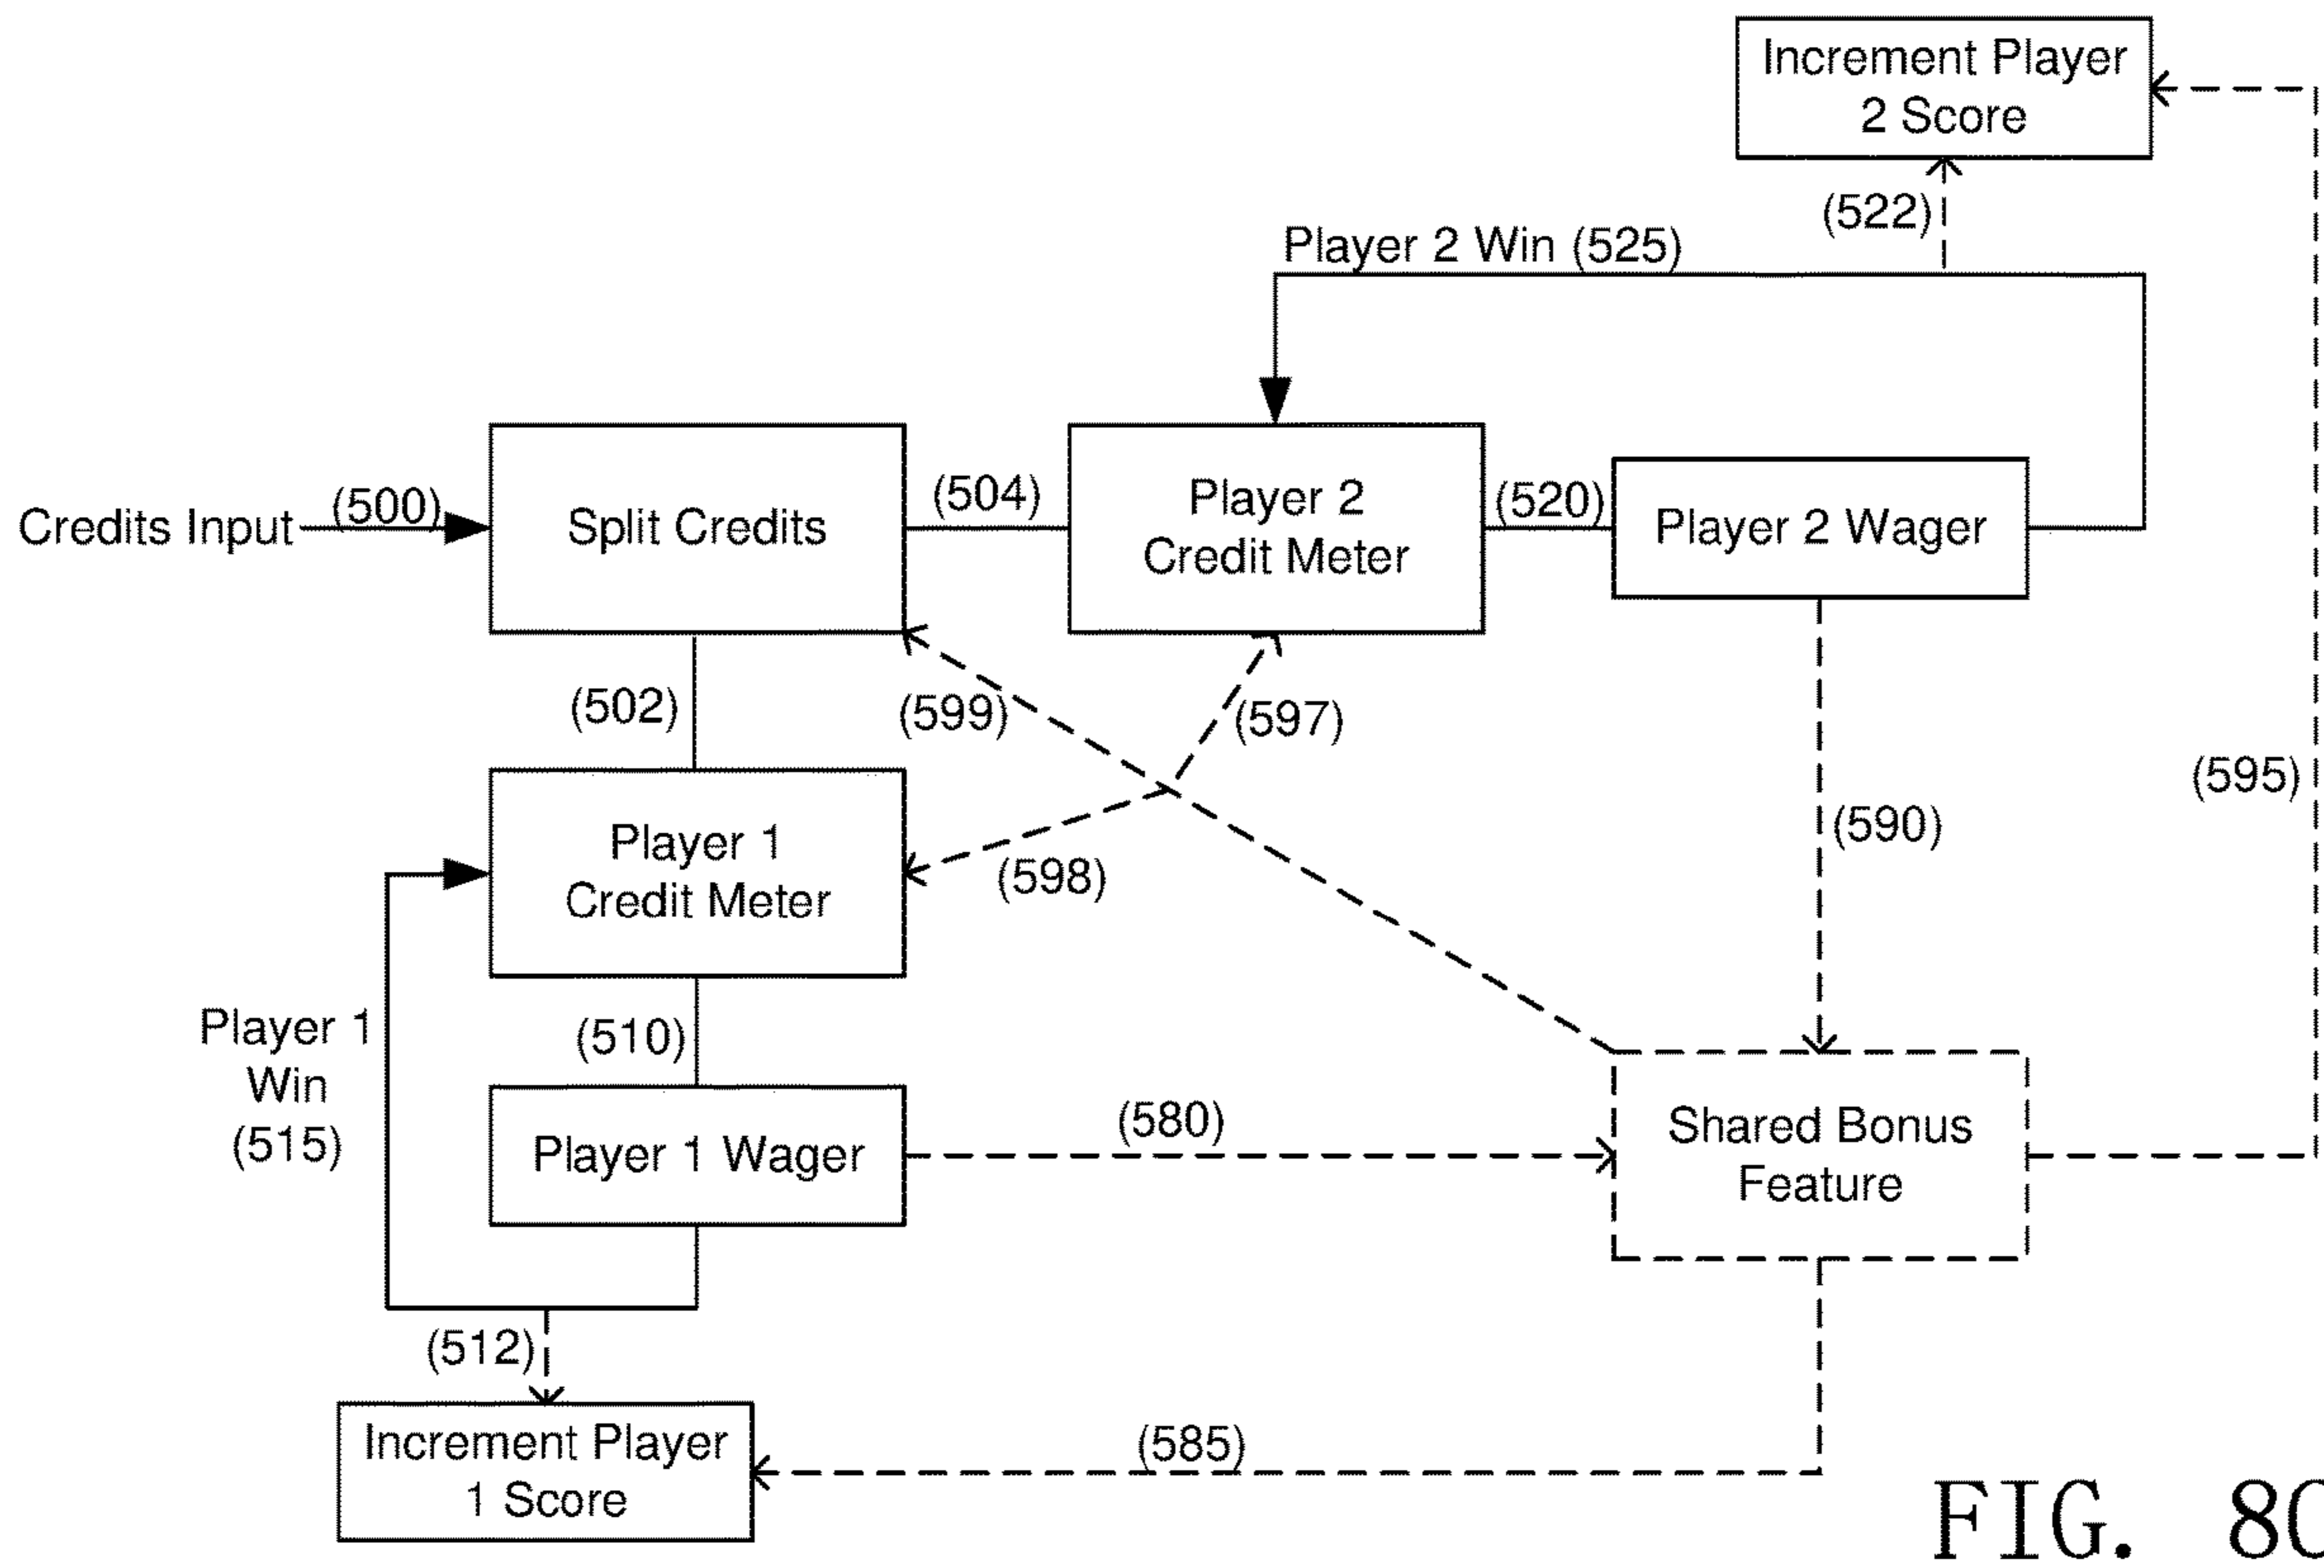 Increment Player
2 Score
(522)
Player 2 Win (525)
Credits Input
(500)
Split Credits
(504)
Player 2
Credit Meter
(520)
Player 2 Wager
(502)
(599)
(597)
(595)
Player 1
Credit Meter
(598)
(590)
Player 1
Win
(515)
(510)
Player 1 Wager
(580)
Shared Bonus
Feature
(512)
Increment Player
1 Score
(585)
FIG.